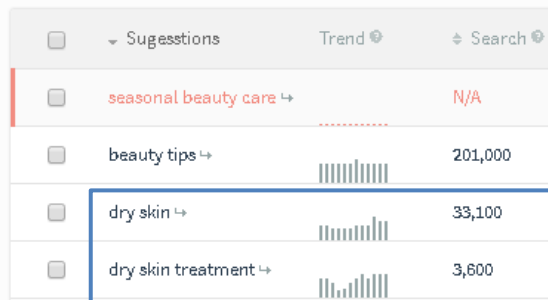 Sugesstions Trend Search
seasonal beauty care N/A
beauty tips 201,000
dry skin 33,100
dry skin treatment 3,600